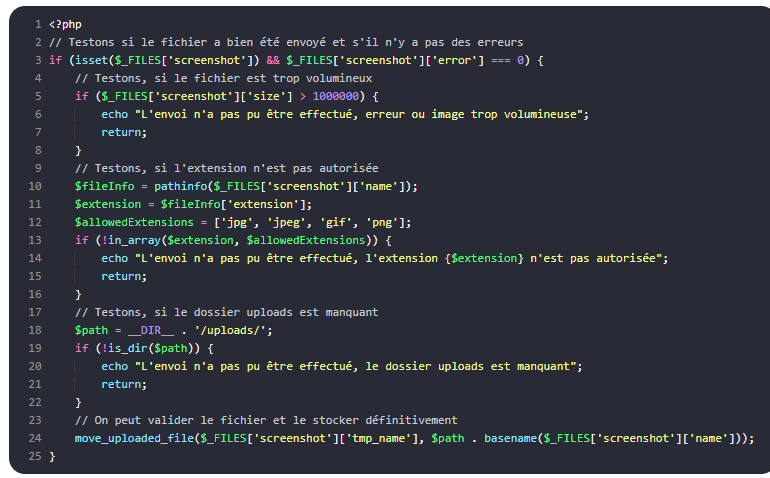 1 <?php
2 // Testons si le fichier a bien été envoyé et s'il n'y a pas des erreurs
3 if (isset($_FILES['screenshot']) && $_FILES['screenshot']['error'] === 0) {
4     // Testons, si le fichier est trop volumineux
5     if ($_FILES['screenshot']['size'] > 1000000) {
6         echo "L'envoi n'a pas pu être effectué, erreur ou image trop volumineuse";
7         return;
8     }
9     // Testons, si l'extension n'est pas autorisée
10     $fileInfo = pathinfo($_FILES['screenshot']['name']);
11     $extension = $fileInfo['extension'];
12     $allowedExtensions = ['jpg', 'jpeg', 'gif', 'png'];
13     if (!in_array($extension, $allowedExtensions)) {
14         echo "L'envoi n'a pas pu être effectué, l'extension {$extension} n'est pas autorisée";
15         return;
16     }
17     // Testons, si le dossier uploads est manquant
18     $path = __DIR__ . '/uploads/';
19     if (!is_dir($path)) {
20         echo "L'envoi n'a pas pu être effectué, le dossier uploads est manquant";
21         return;
22     }
23     // On peut valider le fichier et le stocker définitivement
24     move_uploaded_file($_FILES['screenshot']['tmp_name'], $path . basename($_FILES['screenshot']['name']));
25 }